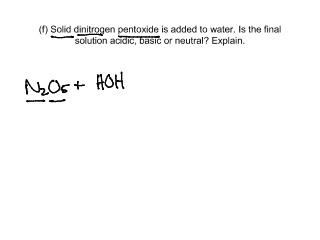 (f) Solid dinitrogen pentoxide is added to water. Is the final
solution acidic, basic or neutral? Explain.
N₂O₅ + HOH